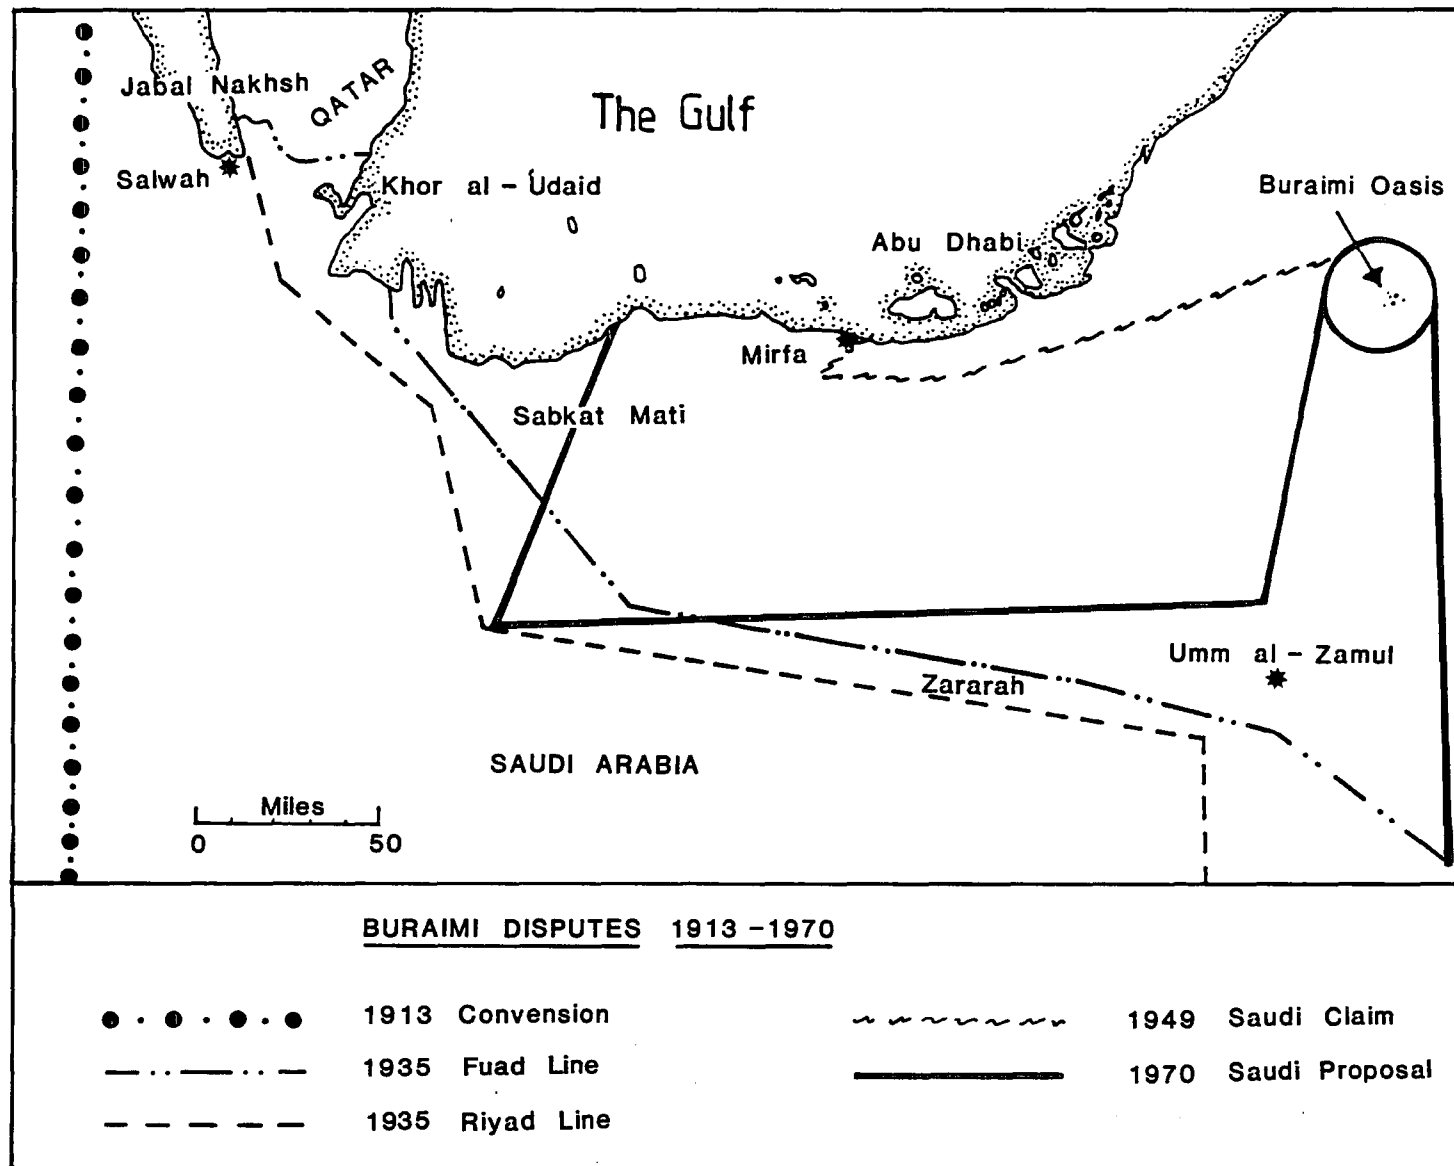 Jabal Nakhsh
QATAR
The Gulf
Salwah
Khor al-Udaid
Buraimi Oasis
Abu Dhabi
Mirfa
Sabkat Mati
Umm al-Zamul
Zararah
SAUDI ARABIA
Miles
0 50
BURAIMI DISPUTES 1913-1970
1913 Convension
1935 Fuad Line
1935 Riyad Line
1949 Saudi Claim
1970 Saudi Proposal